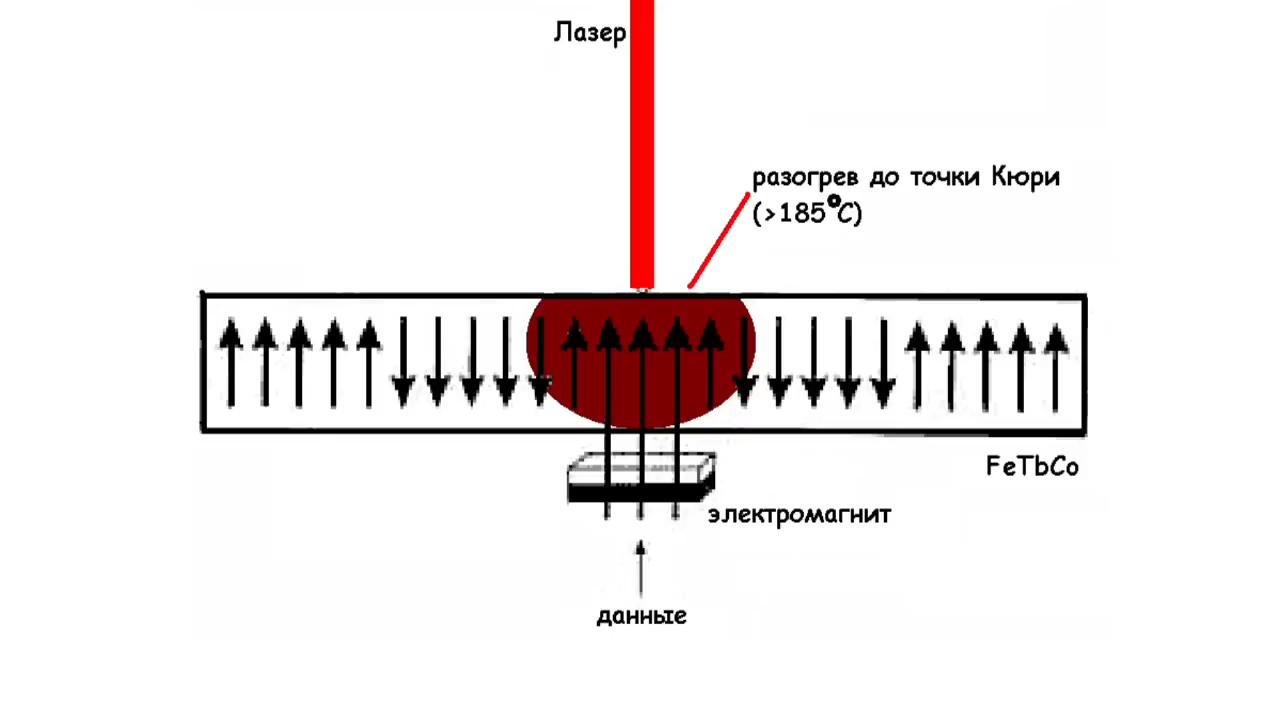 Лазер
разогрев до точки Кюри
(>185°C)
FeTbCo
электромагнит
данные